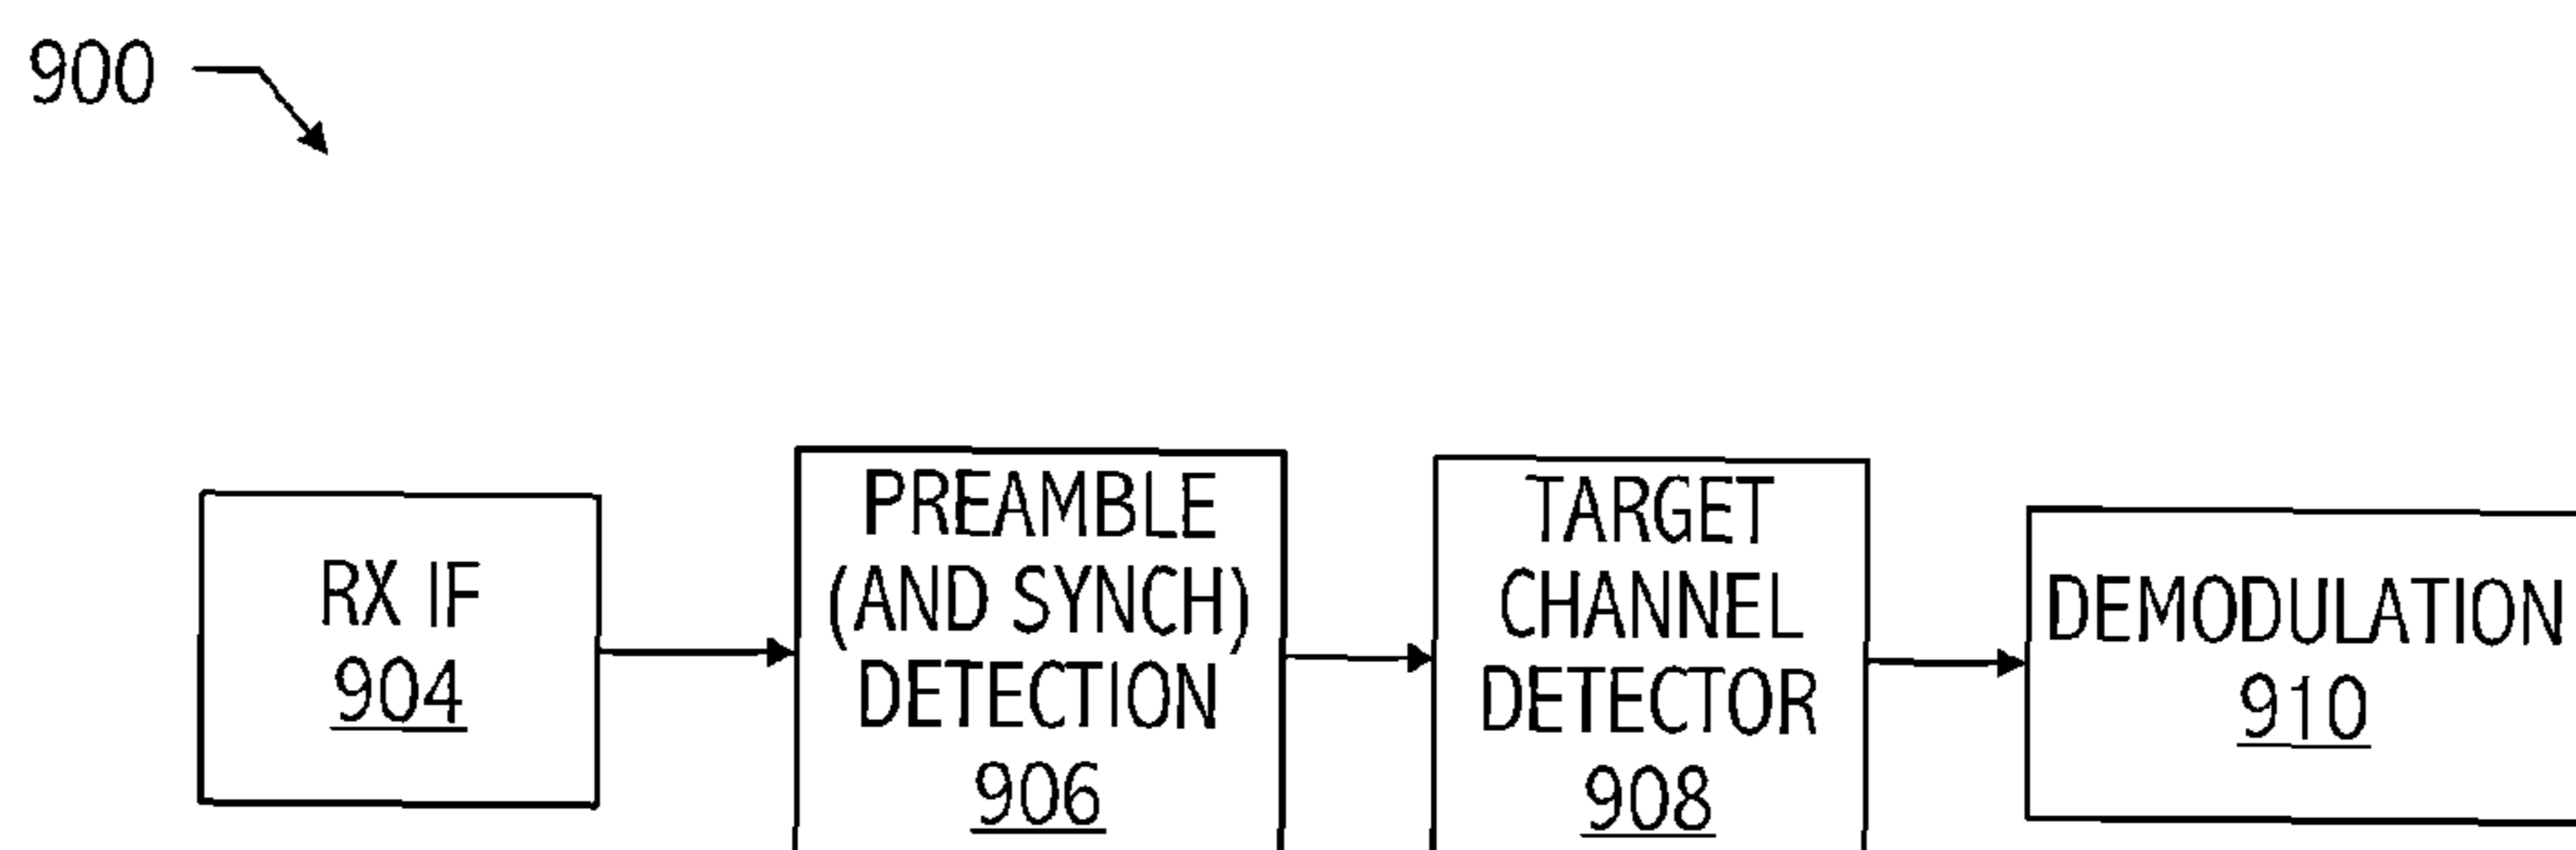 900
RX IF
904
PREAMBLE
(AND SYNCH)
DETECTION
906
TARGET
CHANNEL
DETECTOR
908
DEMODULATION
910